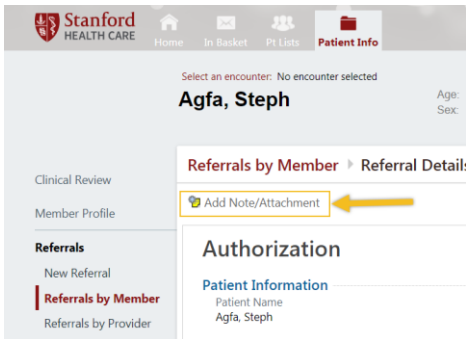 Stanford
HEALTH CARE
Home
In Basket
Pt Lists
Patient Info
Select an encounter: No encounter selected
Agfa, Steph
Age:
Sex:
Clinical Review
Member Profile
Referrals
New Referral
Referrals by Member
Referrals by Provider
Referrals by Member Referral Details
Add Note/Attachment
Authorization
Patient Information
Patient Name
Agfa, Steph